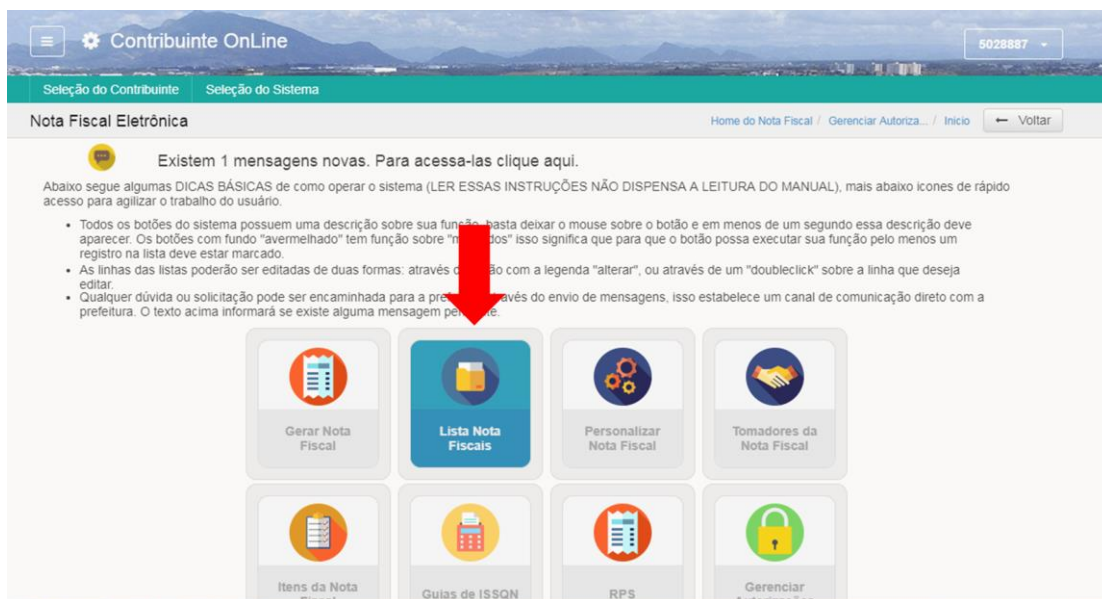 Contribuinte OnLine
5028887
Seleção do Contribuinte Seleção do Sistema
Nota Fiscal Eletrônica
Home do Nota Fiscal / Gerenciar Autoriza... / Inicio
Voltar
Existem 1 mensagens novas. Para acessa-las clique aqui.
Abaixo segue algumas DICAS BÁSICAS de como operar o sistema (LER ESSAS INSTRUÇÕES NÃO DISPENSA A LEITURA DO MANUAL), mais abaixo icones de rápido
acesso para agilizar o trabalho do usuário.
Todos os botões do sistema possuem uma descrição sobre sua função, basta deixar o mouse sobre o botão e em menos de um segundo essa descrição deve
aparecer. Os botões com fundo "avermelhado" tem função sobre isso significa que para que o botão possa executar sua função pelo menos um
registro na lista deve estar marcado.
As linhas das listas poderão ser editadas de duas formas: através com a legenda "alterar", ou através de um "doubleclick" sobre a linha que deseja
editar.
Qualquer dúvida ou solicitação pode ser encaminhada para a do envio de mensagens, isso estabelece um canal de comunicação direto com a
prefeitura. O texto acima informará se existe alguma mensagem
Gerar Nota
Fiscal
Lista Nota
Fiscais
Personalizar
Nota Fiscal
Tomadores da
Nota Fiscal
Itens da Nota
Guias de ISSQN
RPS
Gerenciar